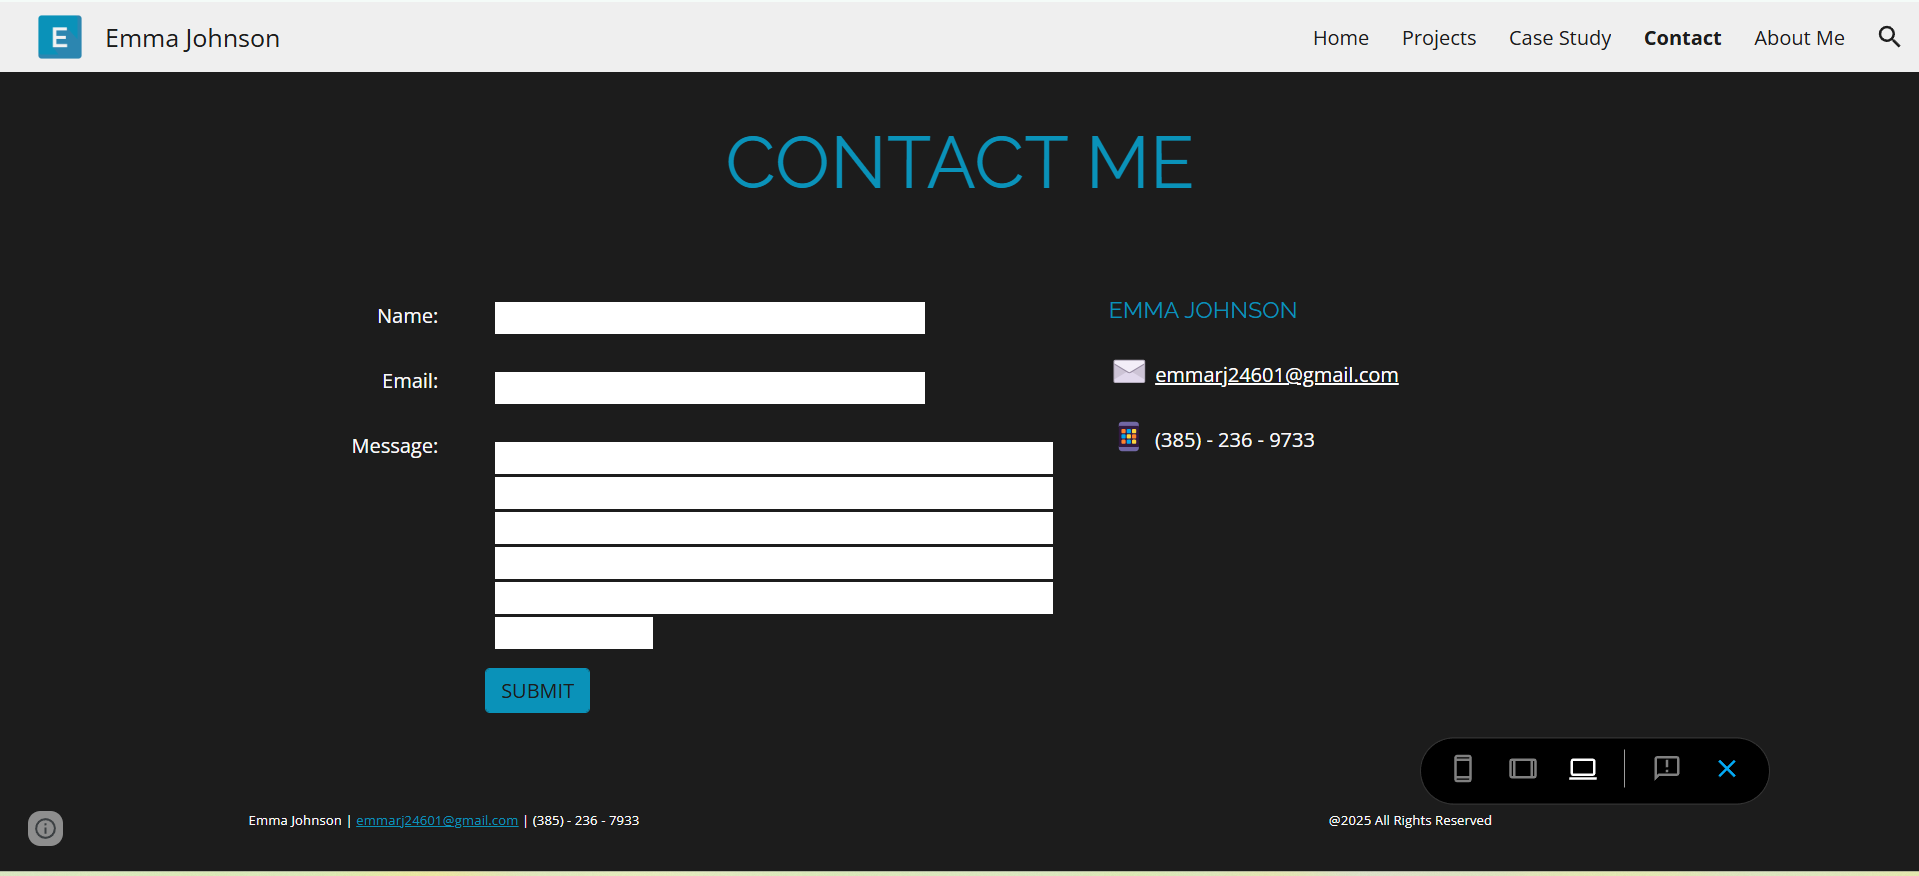 E Emma Johnson Home Projects Case Study Contact About Me
CONTACT ME
Name:
Email:
Message:
SUBMIT
EMMA JOHNSON
emmarj24601@gmail.com
(385) - 236 - 9733
Emma Johnson | emmarj24601@gmail.com | (385) - 236 - 7933
@2025 All Rights Reserved